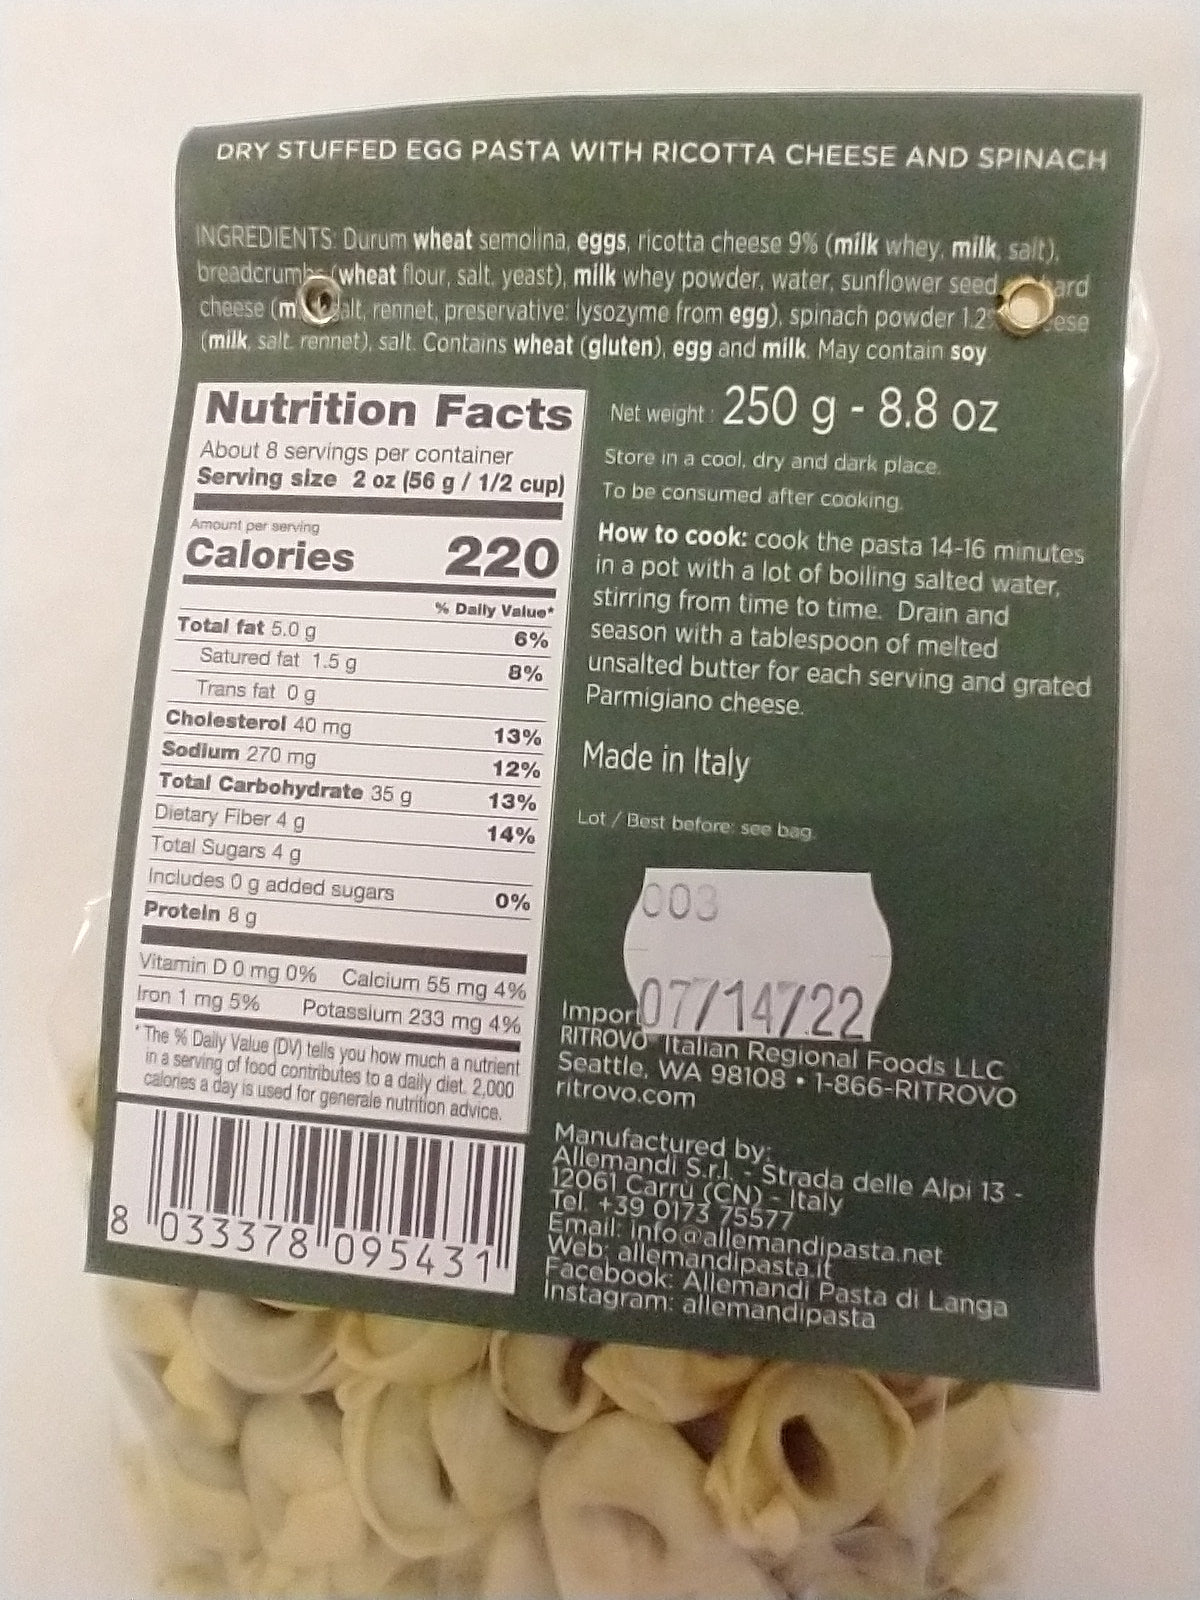 DRY STUFFED EGG PASTA WITH RICOTTA CHEESE AND SPINACH
INGREDIENTS: Durum wheat semolina, eggs, ricotta cheese 9% (milk whey, milk, salt),
breadcrumbs (wheat flour, salt, yeast), milk whey powder, water, sunflower seed
cheese (m salt, rennet, preservative: lysozyme from egg), spinach powder 1.2%
(milk, salt, rennet), salt. Contains wheat (gluten), egg and milk. May contain soy
Nutrition Facts
About 8 servings per container
Serving size 2 oz (56 g / 1/2 cup)
Amount per serving
Calories 220
% Daily Value*
Total fat 5.0 g 6%
Satured fat 1.5 g 8%
Trans fat 0 g
Cholesterol 40 mg 13%
Sodium 270 mg 12%
Total Carbohydrate 35 g 13%
Dietary Fiber 4 g 14%
Total Sugars 4 g
Includes 0 g added sugars 0%
Protein 8 g
Vitamin D 0 mg 0% Calcium 55 mg 4%
Iron 1 mg 5% Potassium 233 mg 4%
* The % Daily Value (DV) tells you how much a nutrient
in a serving of food contributes to a daily diet. 2,000
calories a day is used for generale nutrition advice.
8 033378 095431
Net weight : 250 g - 8.8 oz
Store in a cool, dry and dark place.
To be consumed after cooking.
How to cook: cook the pasta 14-16 minutes
in a pot with a lot of boiling salted water,
stirring from time to time. Drain and
season with a tablespoon of melted
unsalted butter for each serving and grated
Parmigiano cheese.
Made in Italy
Lot / Best before: see bag.
003
07/14/22
Impor
RITROVO® Italian Regional Foods LLC
Seattle, WA 98108 • 1-866-RITROVO
ritrovo.com
Manufactured by:
Allemandi S.r.l. - Strada delle Alpi 13 -
12061 Carrù (CN) - Italy
Tel. +39 0173 75577
Email: info@allemandipasta.net
Web: allemandipasta.it
Facebook: Allemandi Pasta di Langa
Instagram: allemandipasta